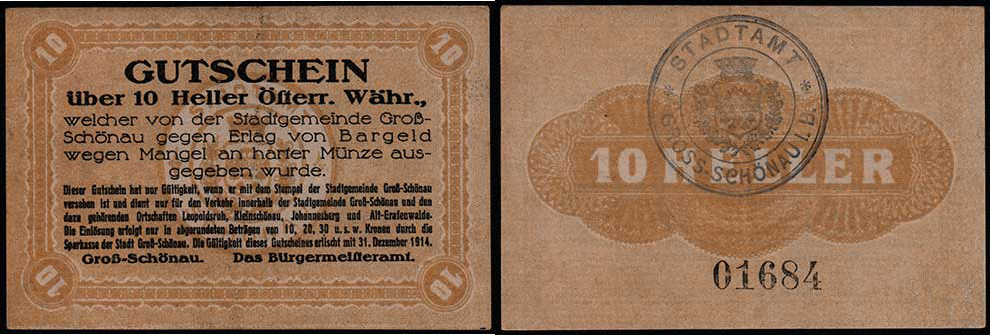 10 10
GUTSCHEIN
über 10 Heller Österr. Währ.,
welcher von der Stadtgemeinde Groß-
Schönau gegen Erlag von Bargeld
wegen Mangel an harter Münze aus-
gegeben wurde.
Dieser Gutschein hat nur Gültigkeit, wenn er mit dem Stempel der Stadtgemeinde Groß-Schönau
versehen ist und dient nur für den Verkehr innerhalb der Stadtgemeinde Groß-Schönau und den
dazu gehörenden Ortschaften Leopoldsruh, Kleinschönau, Johannesberg und Alt-Grafenwalde.
Die Einlösung erfolgt nur in abgerundeten Beträgen von 10, 20, 30 u. s. w. Kronen durch die
Sparkasse der Stadt Groß-Schönau. Die Gültigkeit dieses Gutscheines erlischt mit 31. Dezember 1914.
Groß-Schönau. Das Bürgermeisteramt.
10 10
STADTAMT
* GROSS-SCHÖNAU I. B. *
10 HELLER
01684